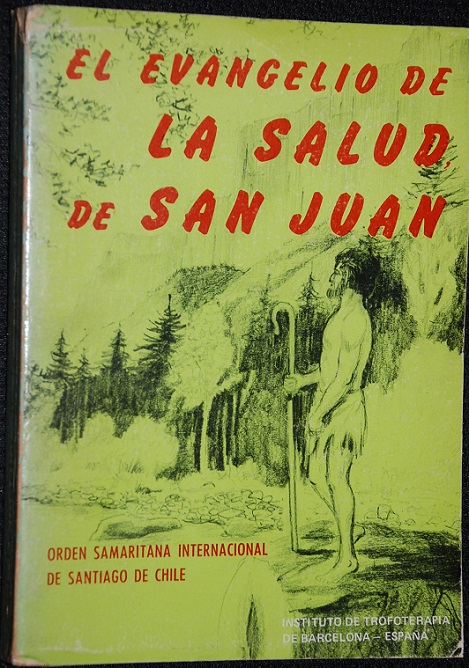 EL EVANGELIO DE
LA SALUD,
DE SAN JUAN
ORDEN SAMARITANA INTERNACIONAL
DE SANTIAGO DE CHILE
INSTITUTO DE TROFOTERAPIA
DE BARCELONA - ESPAÑA